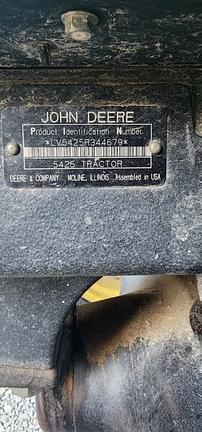 JOHN DEERE
Product Identification Number
*LV5425R344679*
5425 TRACTOR
DEERE & COMPANY MOLINE, ILLINOIS Assembled in USA